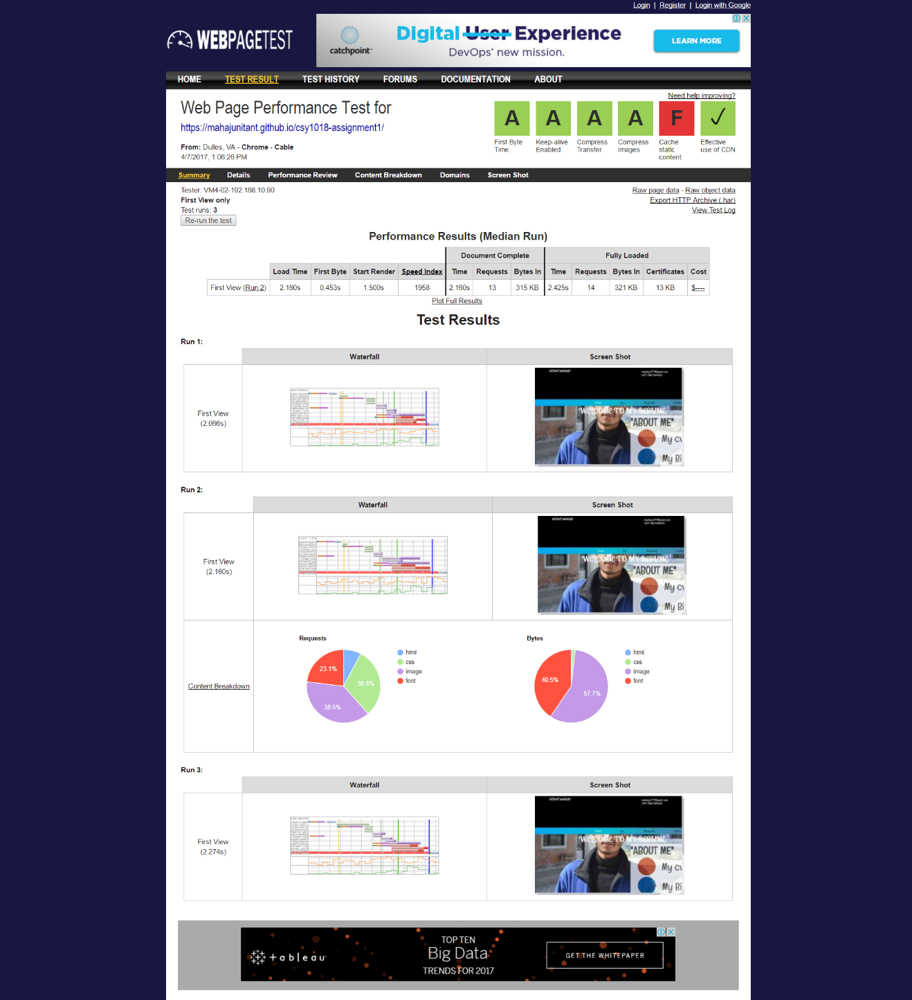 Login | Register | Login with Google
WEBPAGETEST
catchpoint
Digital User Experience
DevOps' new mission.
LEARN MORE
HOME TEST RESULT TEST HISTORY FORUMS DOCUMENTATION ABOUT
Need help improving?
Web Page Performance Test for
https://mahajunitant.github.io/csy1018-assignment1/
From: Dulles, VA - Chrome - Cable
4/7/2017, 1:06:26 PM
A A A A F ✓
First Byte Time
Keep-alive Enabled
Compress Transfer
Compress Images
Cache static content
Effective use of CDN
Summary Details Performance Review Content Breakdown Domains Screen Shot
Tester: VM4-02-192.168.10.90
First View only
Test runs: 3
Re-run the test
Raw page data - Raw object data
Export HTTP Archive (.har)
View Test Log
Performance Results (Median Run)
Document Complete Fully Loaded
Load Time First Byte Start Render Speed Index Time Requests Bytes In Time Requests Bytes In Certificates Cost
First View (Run 2) 2.160s 0.453s 1.500s 1958 2.160s 13 315 KB 2.425s 14 321 KB 13 KB $----
Plot Full Results
Test Results
Run 1:
Waterfall Screen Shot
First View
(2.066s)
WELCOME TO MY RESUME
"ABOUT ME"
My cv
My Bi
Run 2:
Waterfall Screen Shot
First View
(2.160s)
WELCOME TO MY RESUME
"ABOUT ME"
My cv
My Bi
Content Breakdown
Requests
23.1%
30.8%
38.5%
html
css
image
font
Bytes
40.5%
57.7%
html
css
image
font
Run 3:
Waterfall Screen Shot
First View
(2.274s)
WELCOME TO MY RESUME
"ABOUT ME"
My cv
My Bi
+ableau
TOP TEN
Big Data
TRENDS FOR 2017
GET THE WHITEPAPER